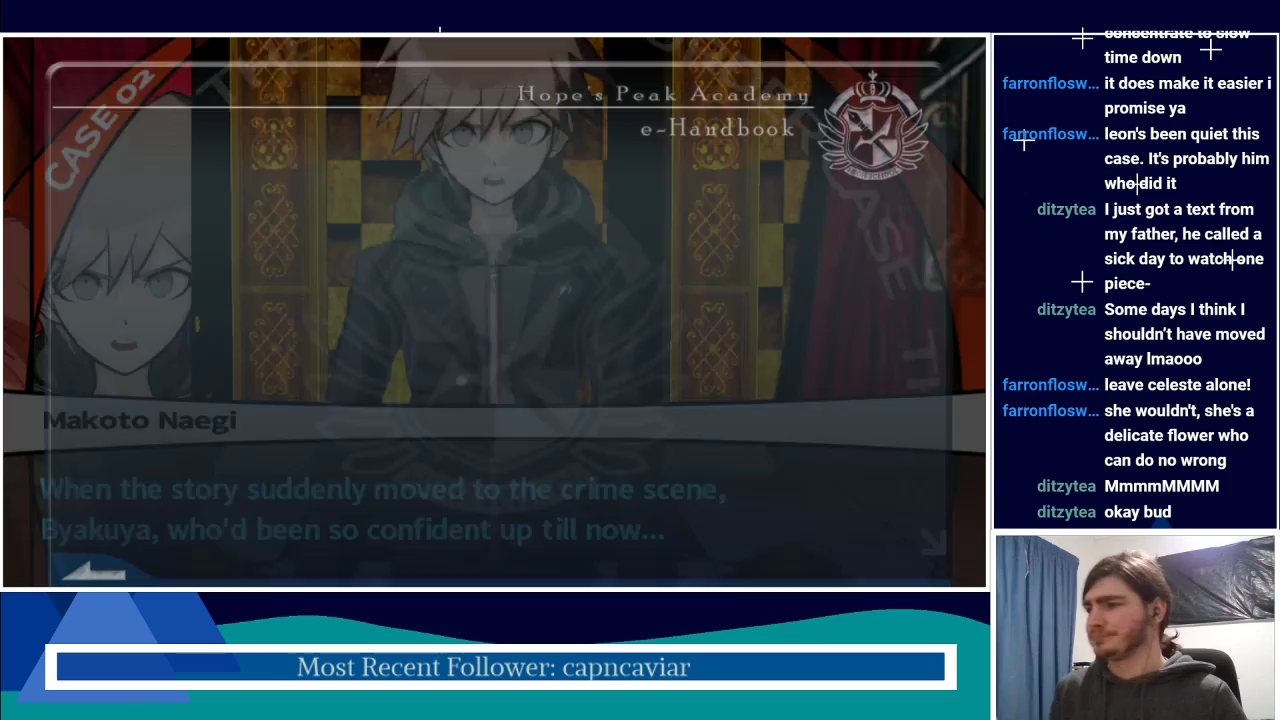 CASE 02
Hope's Peak Academy
e-Handbook
Makoto Naegi
When the story suddenly moved to the crime scene,
Byakuya, who'd been so confident up till now...
concentrate to slow
time down
farronflosw... it does make it easier i
promise ya
farronflosw... leon's been quiet this
case. It's probably him
who did it
ditzytea I just got a text from
my father, he called a
sick day to watch one
piece-
ditzytea Some days I think I
shouldn't have moved
away lmaooo
farronflosw... leave celeste alone!
farronflosw... she wouldn't, she's a
delicate flower who
can do no wrong
ditzytea MmmmMMMM
ditzytea okay bud
Most Recent Follower: capncaviar